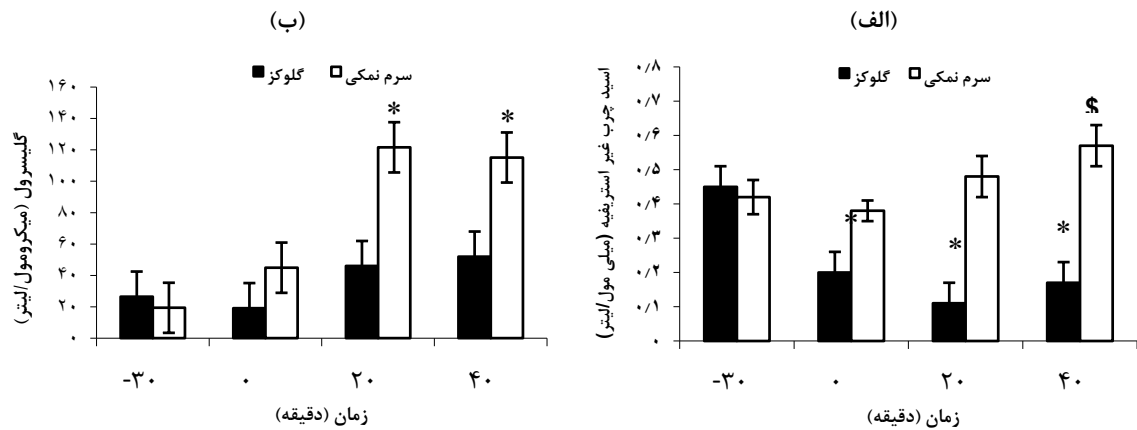 (الف)
سرم نمکی
گلوکز
اسید چرب غیر استریفیه (میلی مول/لیتر)
۰/۸
۰/۷
۰/۶
۰/۵
۰/۴
۰/۳
۰/۲
۰/۱
۰
$
*
*
*
-۳۰ ۰ ۲۰ ۴۰
زمان (دقیقه)
(ب)
سرم نمکی
گلوکز
گلیسرول (میکرومول/لیتر)
۱۶۰
۱۴۰
۱۲۰
۱۰۰
۸۰
۶۰
۴۰
۲۰
۰
*
*
-۳۰ ۰ ۲۰ ۴۰
زمان (دقیقه)